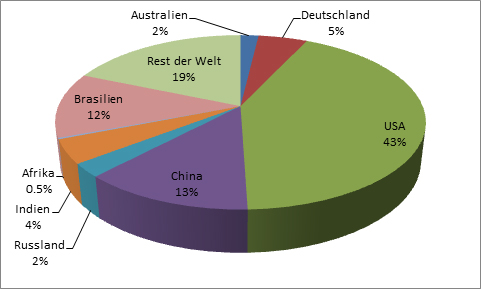 Australien
2%
Deutschland
5%
USA
43%
China
13%
Russland
2%
Indien
4%
Afrika
0.5%
Brasilien
12%
Rest der Welt
19%